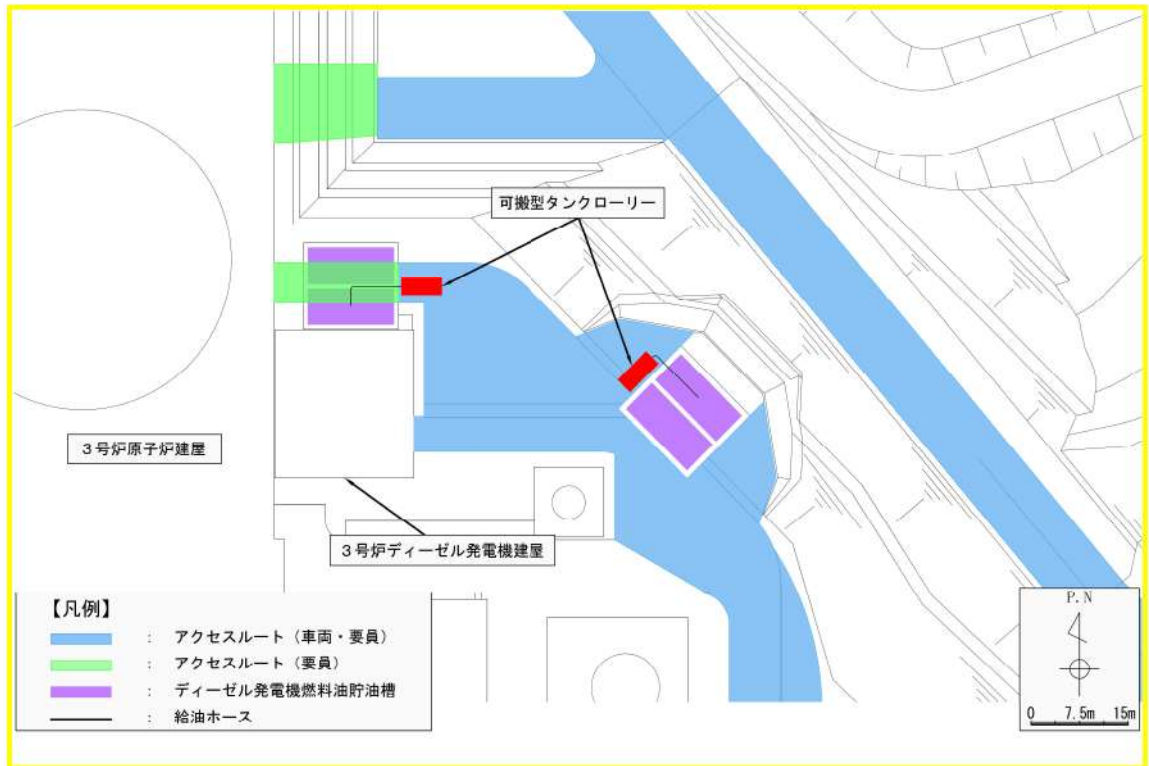 可搬型タンクローリー
3号炉原子炉建屋
3号炉ディーゼル発電機建屋
【凡例】
: アクセスルート（車両・要員）
: アクセスルート（要員）
: ディーゼル発電機燃料油貯油槽
: 給油ホース
P.N
0 7.5m 15m